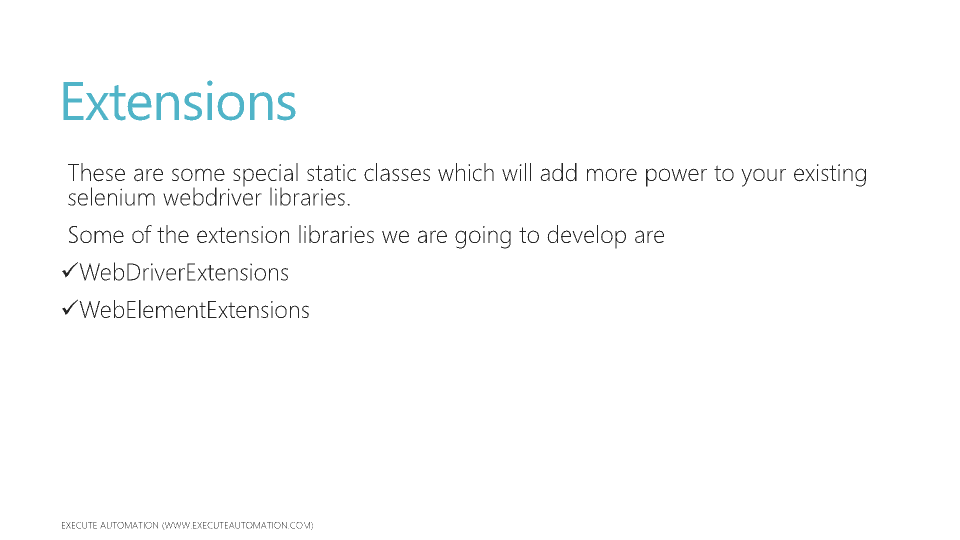 Extensions
These are some special static classes which will add more power to your existing
selenium webdriver libraries.
Some of the extension libraries we are going to develop are
✓WebDriverExtensions
✓WebElementExtensions
EXECUTE AUTOMATION (WWW.EXECUTEAUTOMATION.COM)